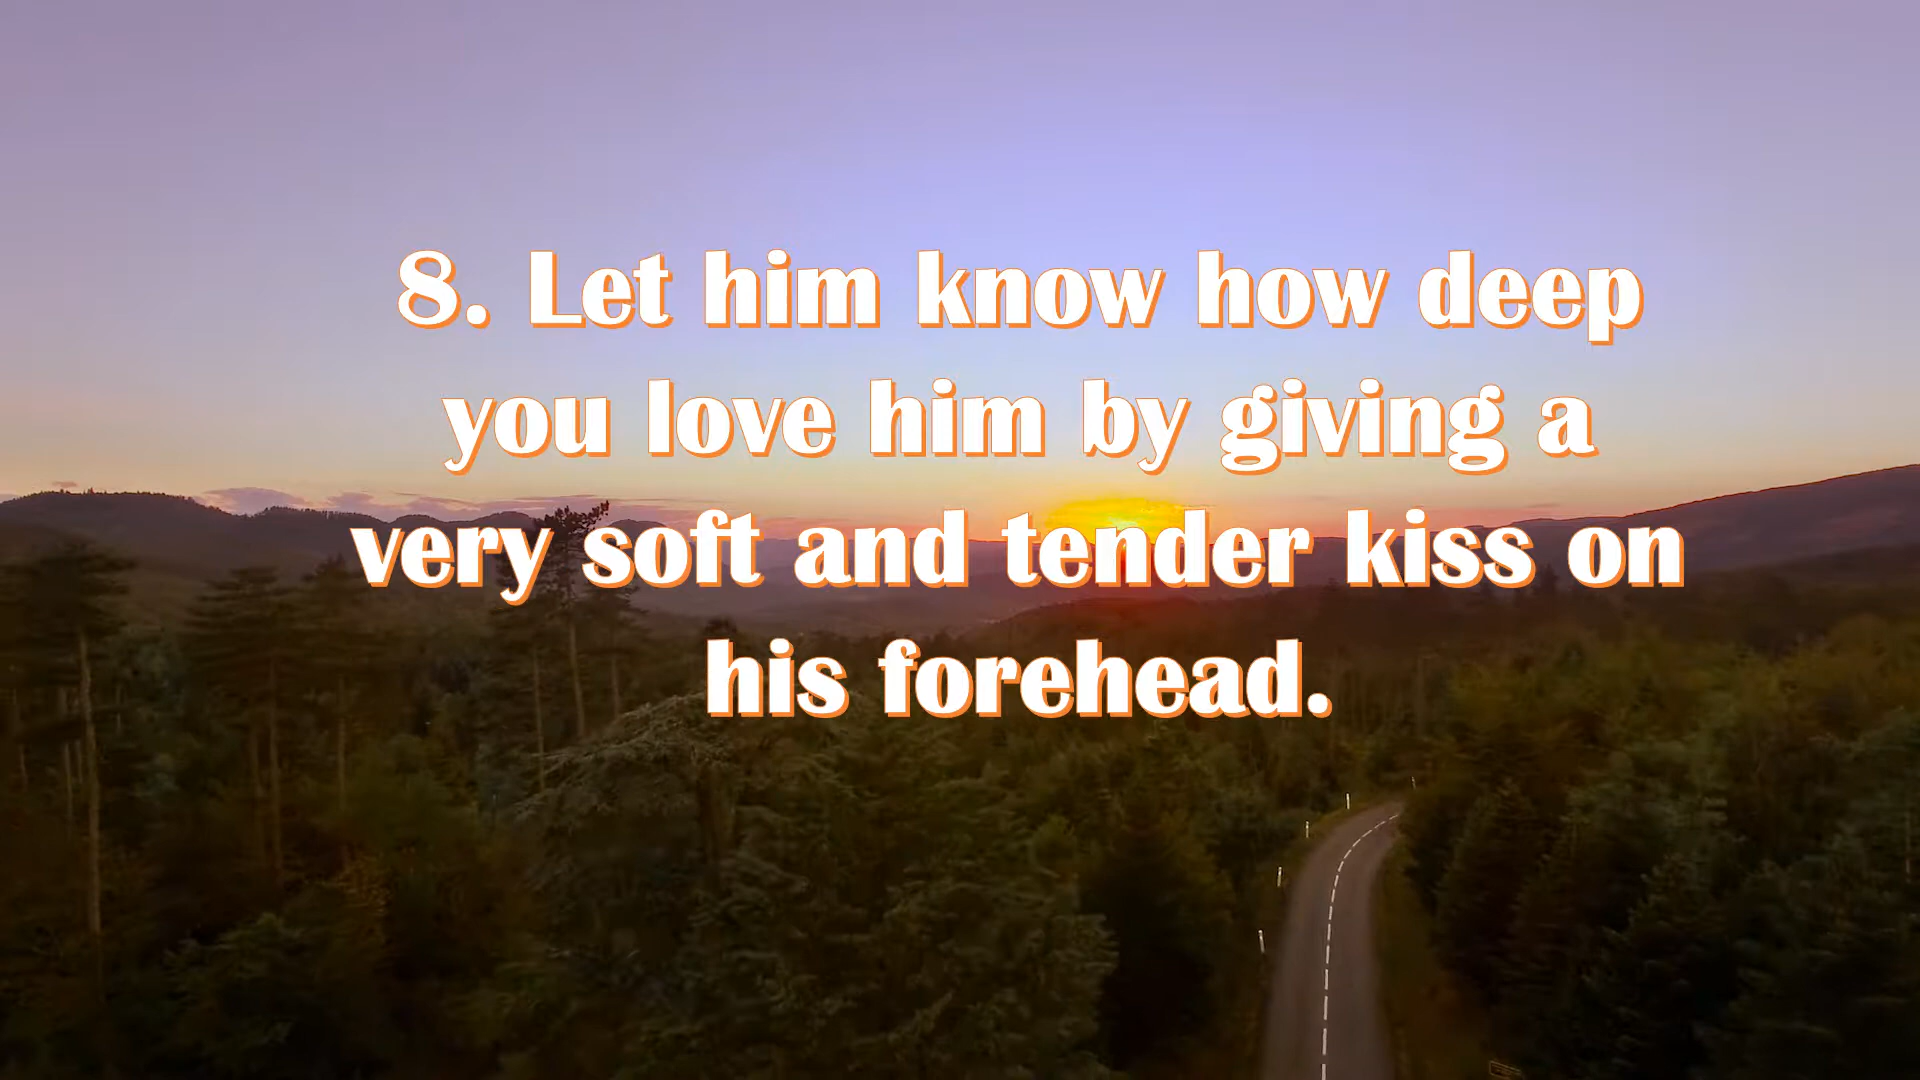 8. Let him know how deep
you love him by giving a
very soft and tender kiss on
his forehead.